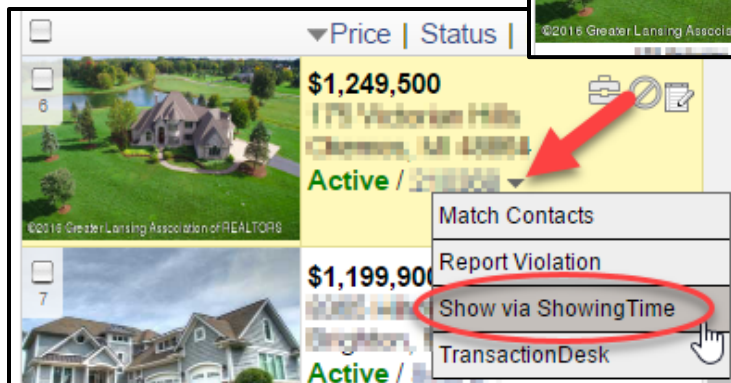 ©2016 Greater Lansing Associa
Price | Status |
6
$1,249,500
Active /
©2016 Greater Lansing Association of REALTORS
Match Contacts
Report Violation
Show via ShowingTime
TransactionDesk
7
$1,199,900
Active /